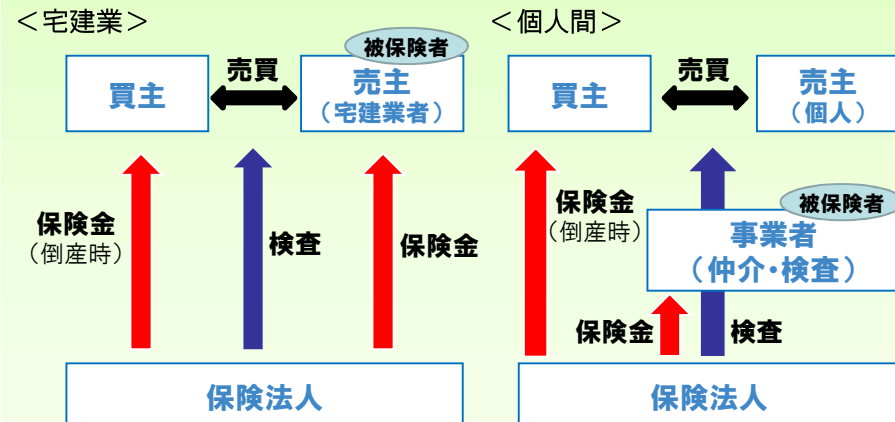 ＜宅建業＞
被保険者
買主
売買
売主
（宅建業者）
保険金
（倒産時）
検査
保険金
保険法人
＜個人間＞
買主
売買
売主
（個人）
保険金
（倒産時）
被保険者
事業者
（仲介・検査）
保険金
検査
保険法人